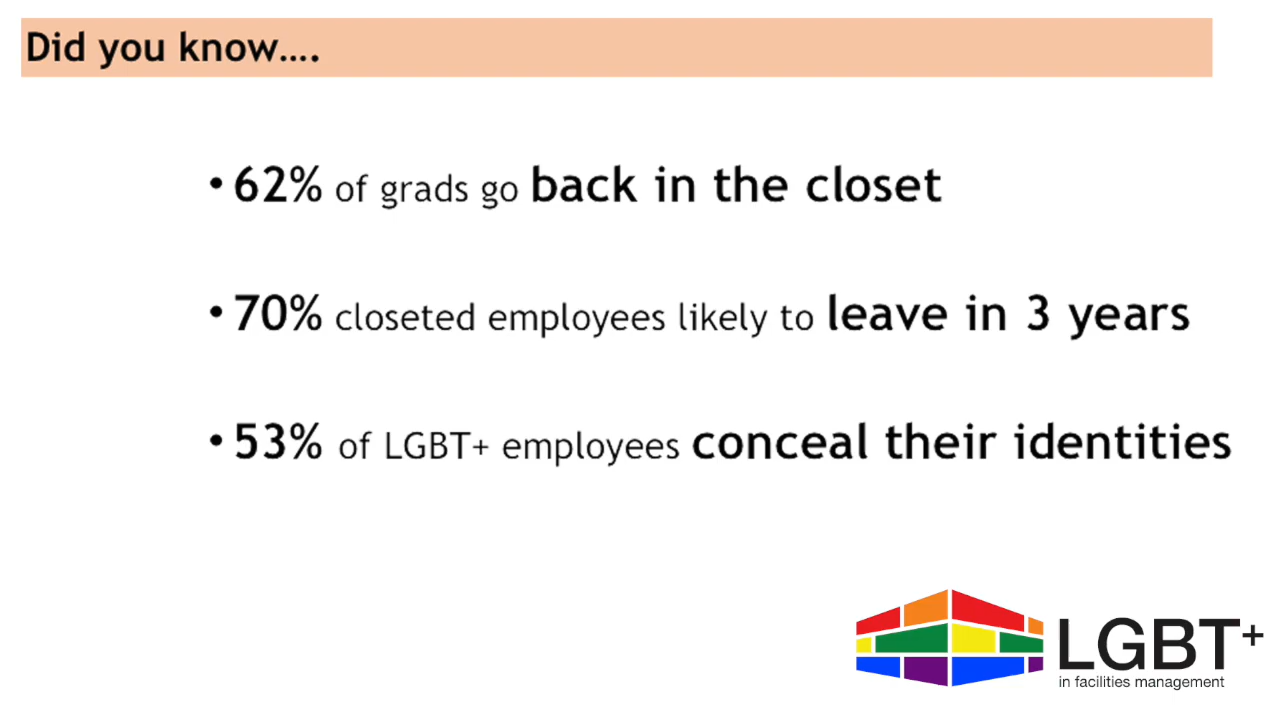 Did you know....
• 62% of grads go back in the closet
• 70% closeted employees likely to leave in 3 years
• 53% of LGBT+ employees conceal their identities
LGBT+
in facilities management